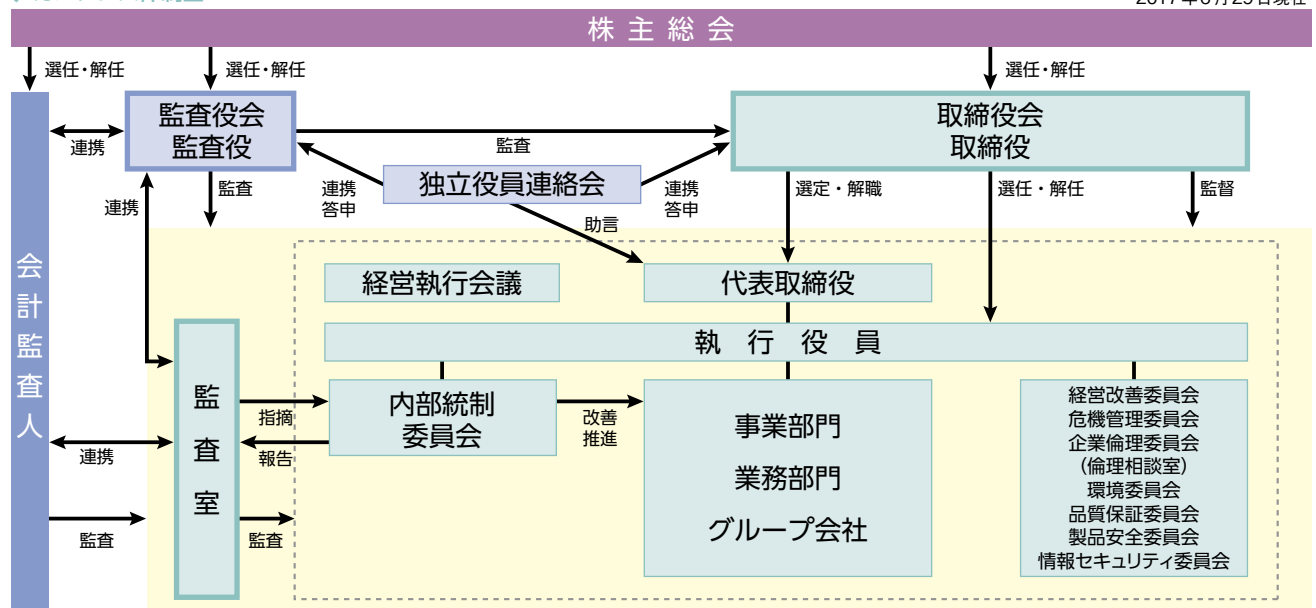 株主総会
選任・解任
選任・解任
選任・解任
監査役会
監査役
取締役会
取締役
連携
監査
独立役員連絡会
連携
監査
連携
答申
連携
答申
選定・解職
選任・解任
監督
助言
会計監査人
経営執行会議
代表取締役
執行役員
監査室
指摘
報告
内部統制
委員会
改善
推進
事業部門
業務部門
グループ会社
経営改善委員会
危機管理委員会
企業倫理委員会
(倫理相談室)
環境委員会
品質保証委員会
製品安全委員会
情報セキュリティ委員会
連携
監査
監査